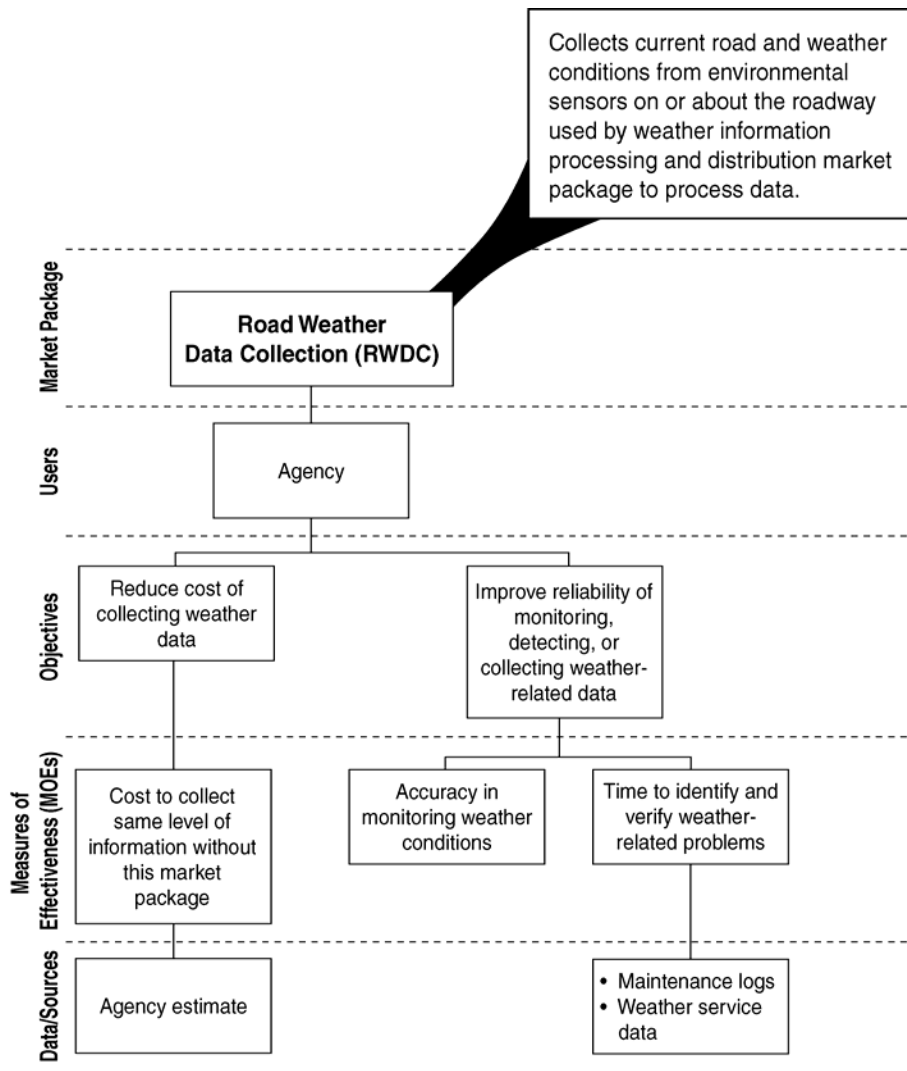 Collects current road and weather
conditions from environmental
sensors on or about the roadway
used by weather information
processing and distribution market
package to process data.
Market Package
Road Weather
Data Collection (RWDC)
Users
Agency
Objectives
Reduce cost of
collecting weather
data
Improve reliability of
monitoring,
detecting, or
collecting weather-
related data
Measures of
Effectiveness (MOEs)
Cost to collect
same level of
information without
this market
package
Accuracy in
monitoring weather
conditions
Time to identify and
verify weather-
related problems
Data/Sources
Agency estimate
• Maintenance logs
• Weather service
data